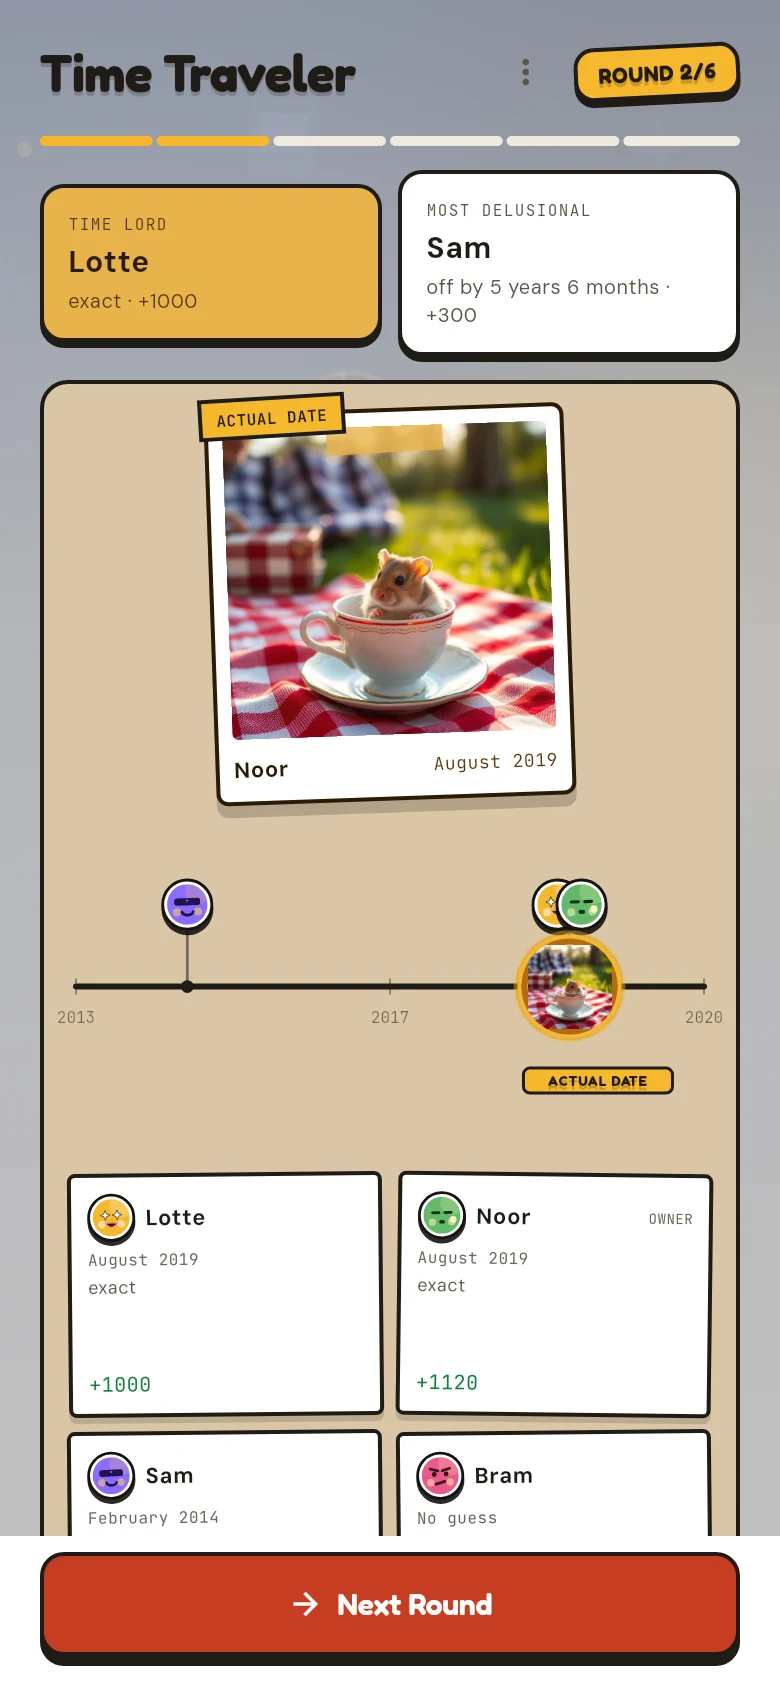 Time Traveler
ROUND 2/6
TIME LORD
Lotte
exact · +1000
MOST DELUSIONAL
Sam
off by 5 years 6 months ·
+300
ACTUAL DATE
Noor
August 2019
2013
2017
2020
ACTUAL DATE
Lotte
August 2019
exact
+1000
Noor
OWNER
August 2019
exact
+1120
Sam
February 2014
Bram
No guess
→ Next Round